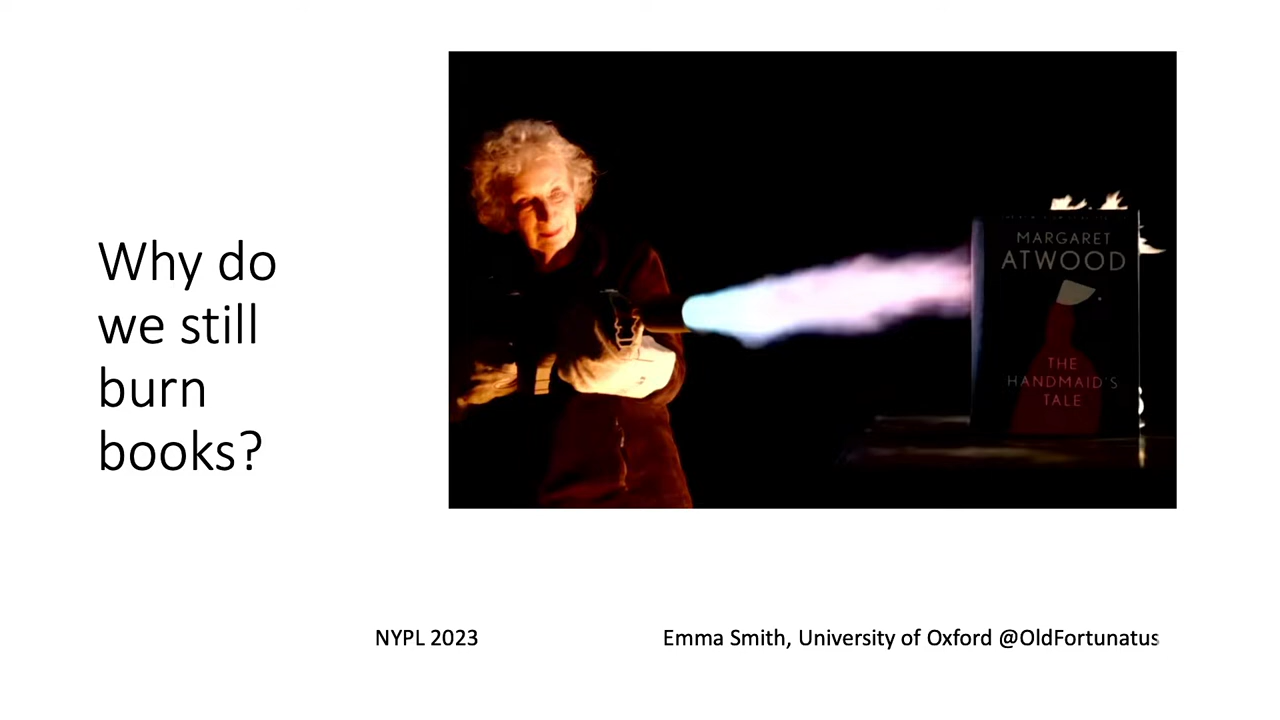 Why do
we still
burn
books?
MARGARET
ATWOOD
THE
HANDMAID'S
TALE
NYPL 2023
Emma Smith, University of Oxford @OldFortunatus